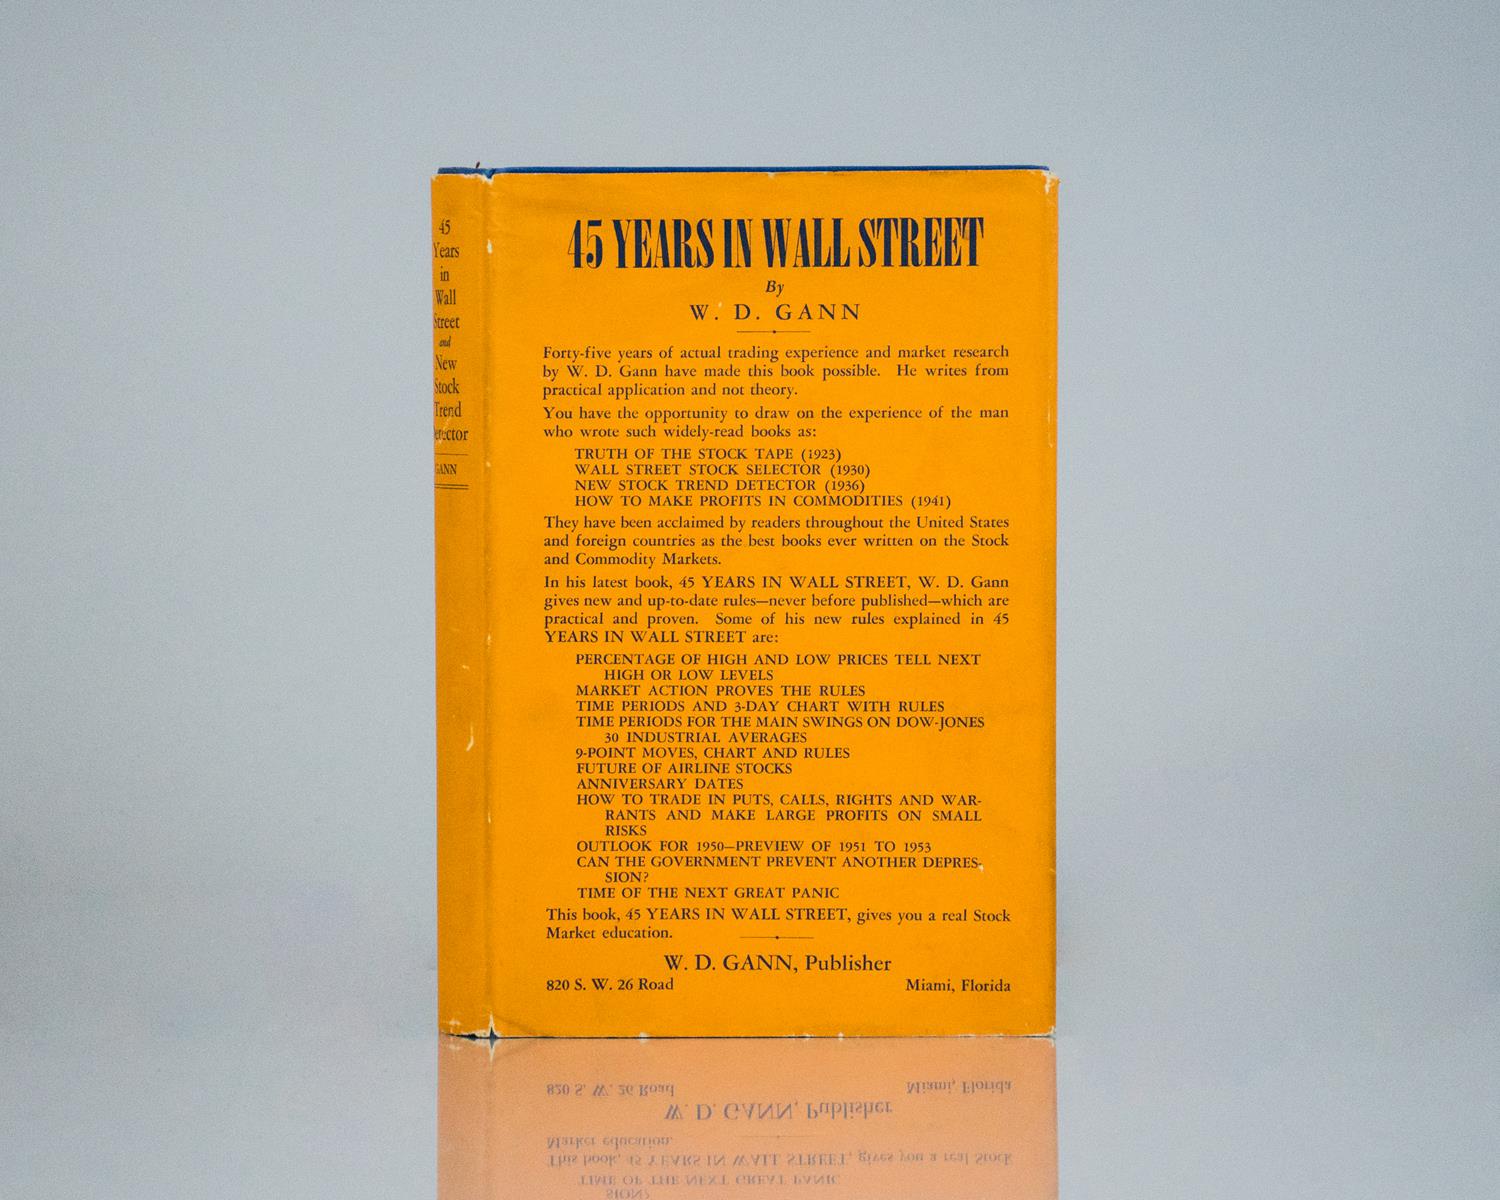 45
Years
in
Wall
Street
and
New
Stock
Trend
GANN
45 YEARS IN WALL STREET
By
W. D. GANN
Forty-five years of actual trading experience and market research
by W. D. Gann have made this book possible. He writes from
practical application and not theory.
You have the opportunity to draw on the experience of the man
who wrote such widely-read books as:
TRUTH OF THE STOCK TAPE (1923)
WALL STREET STOCK SELECTOR (1930)
NEW STOCK TREND DETECTOR (1936)
HOW TO MAKE PROFITS IN COMMODITIES (1941)
They have been acclaimed by readers throughout the United States
and foreign countries as the best books ever written on the Stock
and Commodity Markets.
In his latest book, 45 YEARS IN WALL STREET, W. D. Gann
gives new and up-to-date rules—never before published—which are
practical and proven. Some of his new rules explained in 45
YEARS IN WALL STREET are:
PERCENTAGE OF HIGH AND LOW PRICES TELL NEXT
HIGH OR LOW LEVELS
MARKET ACTION PROVES THE RULES
TIME PERIODS AND 3-DAY CHART WITH RULES
TIME PERIODS FOR THE MAIN SWINGS ON DOW-JONES
30 INDUSTRIAL AVERAGES
9-POINT MOVES, CHART AND RULES
FUTURE OF AIRLINE STOCKS
ANNIVERSARY DATES
HOW TO TRADE IN PUTS, CALLS, RIGHTS AND WAR-
RANTS AND MAKE LARGE PROFITS ON SMALL
RISKS
OUTLOOK FOR 1950—PREVIEW OF 1951 TO 1953
CAN THE GOVERNMENT PREVENT ANOTHER DEPRES-
SION?
TIME OF THE NEXT GREAT PANIC
This book, 45 YEARS IN WALL STREET, gives you a real Stock
Market education.
W. D. GANN, Publisher
820 S. W. 26 Road Miami, Florida